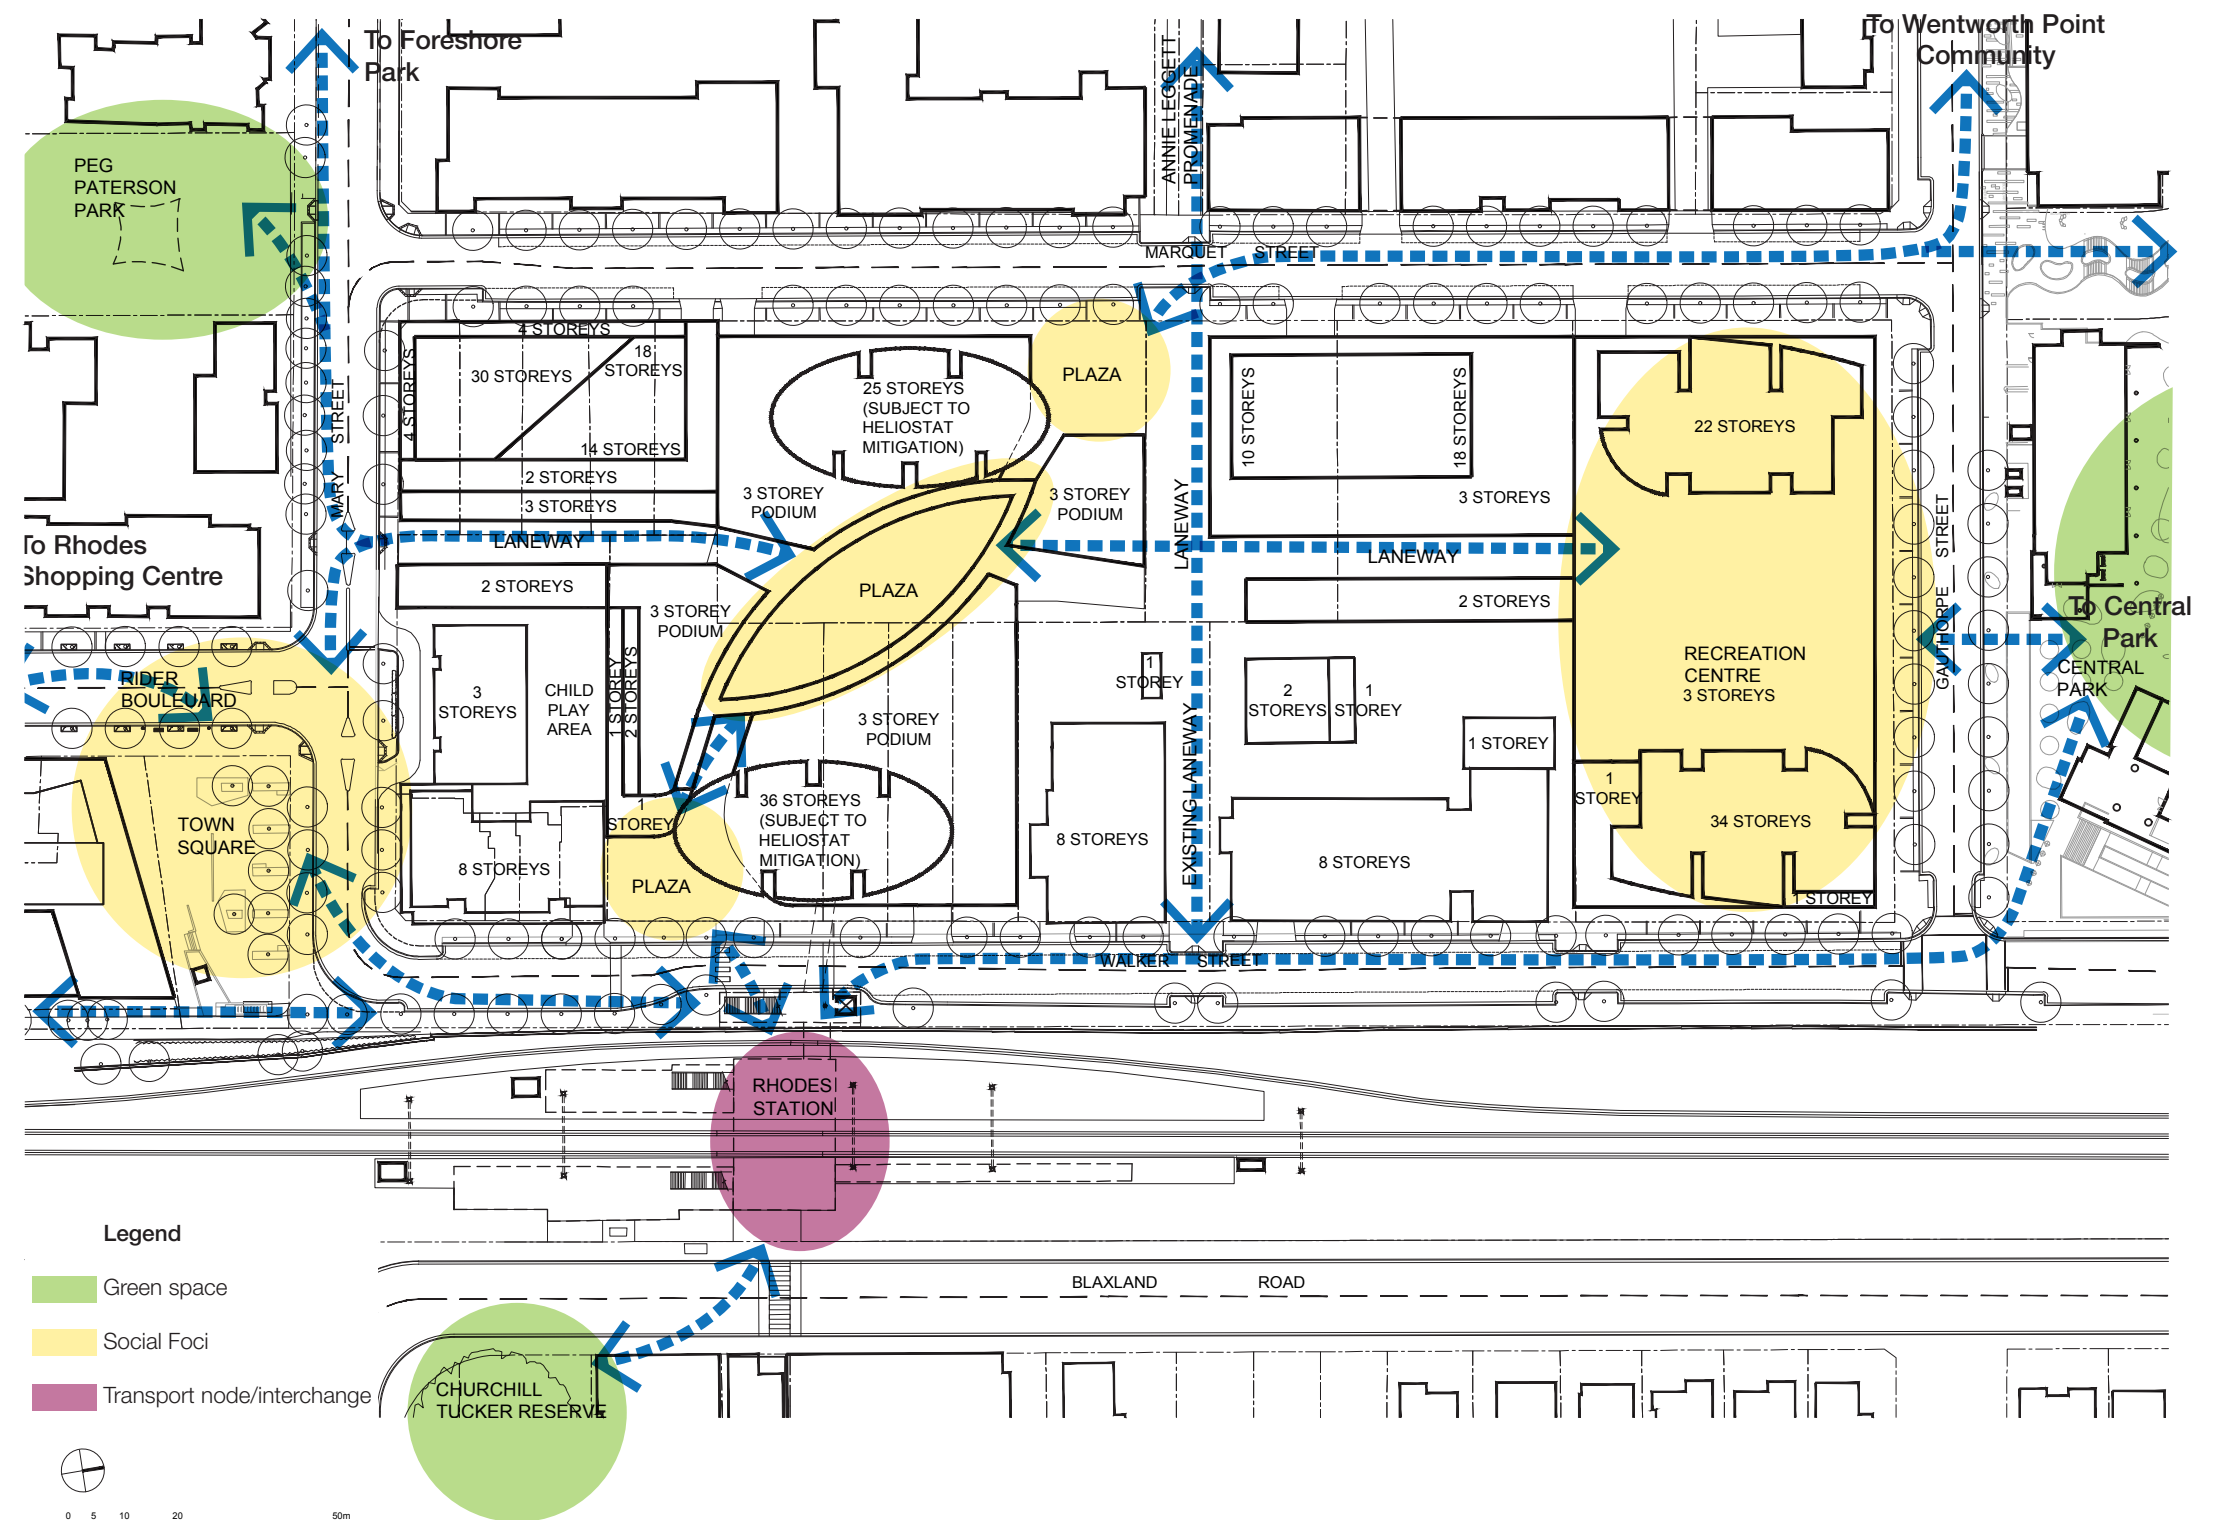 To Foreshore
Park
ANNIE LEGGETT
PROMENADE
To Wentworth Point
Community
PEG
PATERSON
PARK
MARQUET STREET
4 STOREYS
4 STOREYS
30 STOREYS
18
STOREYS
14 STOREYS
2 STOREYS
3 STOREYS
25 STOREYS
(SUBJECT TO
HELIOSTAT
MITIGATION)
PLAZA
10 STOREYS
18 STOREYS
3 STOREYS
22 STOREYS
MARY STREET
3 STOREY
PODIUM
3 STOREY
PODIUM
LANEWAY
LANEWAY
LANEWAY
GAUTHORPE STREET
To Rhodes
Shopping Centre
2 STOREYS
3 STOREY
PODIUM
PLAZA
2 STOREYS
To Central
Park
CENTRAL
PARK
RECREATION
CENTRE
3 STOREYS
RIDER
BOULEUARD
3
STOREYS
CHILD
PLAY
AREA
1 STOREY
2 STOREYS
3 STOREY
PODIUM
1
STOREY
2
STOREYS
1
STOREY
1 STOREY
EXISTING LANEWAY
TOWN
SQUARE
8 STOREYS
1
STOREY
36 STOREYS
(SUBJECT TO
HELIOSTAT
MITIGATION)
PLAZA
8 STOREYS
8 STOREYS
1
STOREY
34 STOREYS
STOREY
WALKER STREET
RHODES
STATION
BLAXLAND ROAD
CHURCHILL
TUCKER RESERVE
Legend
Green space
Social Foci
Transport node/interchange
0 5 10 20 50m